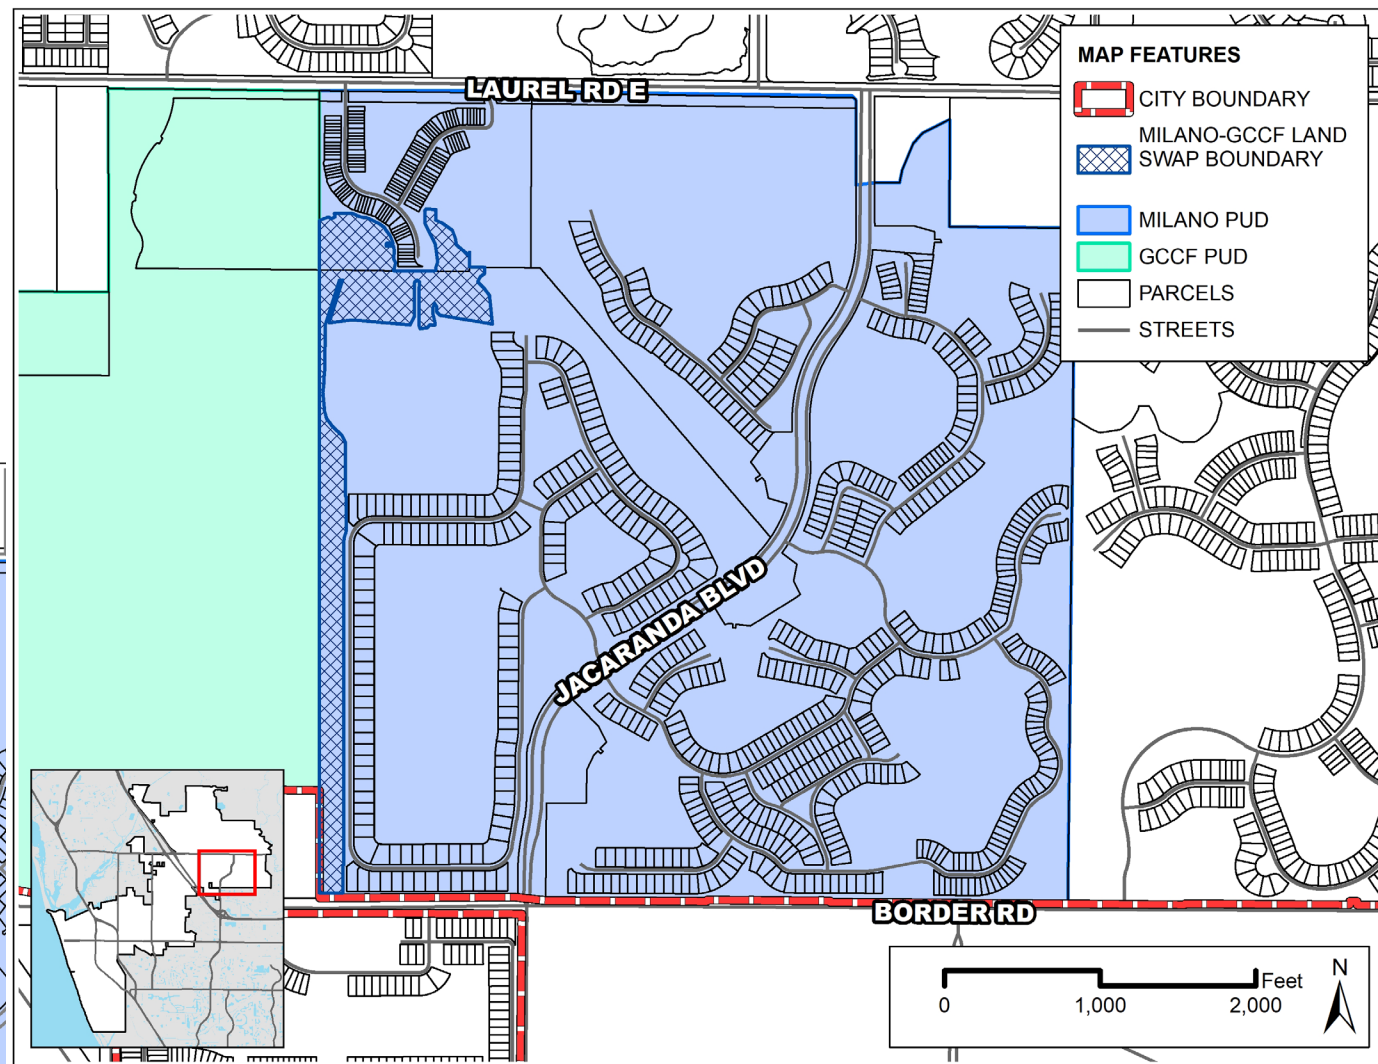 LAUREL RD E
MAP FEATURES
CITY BOUNDARY
MILANO-GCCF LAND
SWAP BOUNDARY
MILANO PUD
GCCF PUD
PARCELS
STREETS
JACARANDA BLVD
BORDER RD
Feet
0 1,000 2,000
N